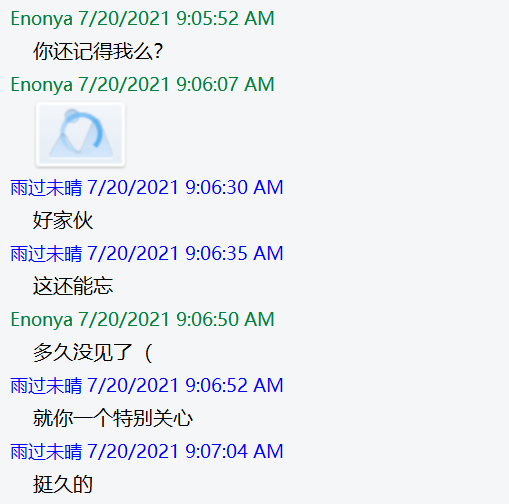 Enonya 7/20/2021 9:05:52 AM
你还记得我么?
Enonya 7/20/2021 9:06:07 AM
雨过未晴 7/20/2021 9:06:30 AM
好家伙
雨过未晴 7/20/2021 9:06:35 AM
这还能忘
Enonya 7/20/2021 9:06:50 AM
多久没见了（
雨过未晴 7/20/2021 9:06:52 AM
就你一个特别关心
雨过未晴 7/20/2021 9:07:04 AM
挺久的